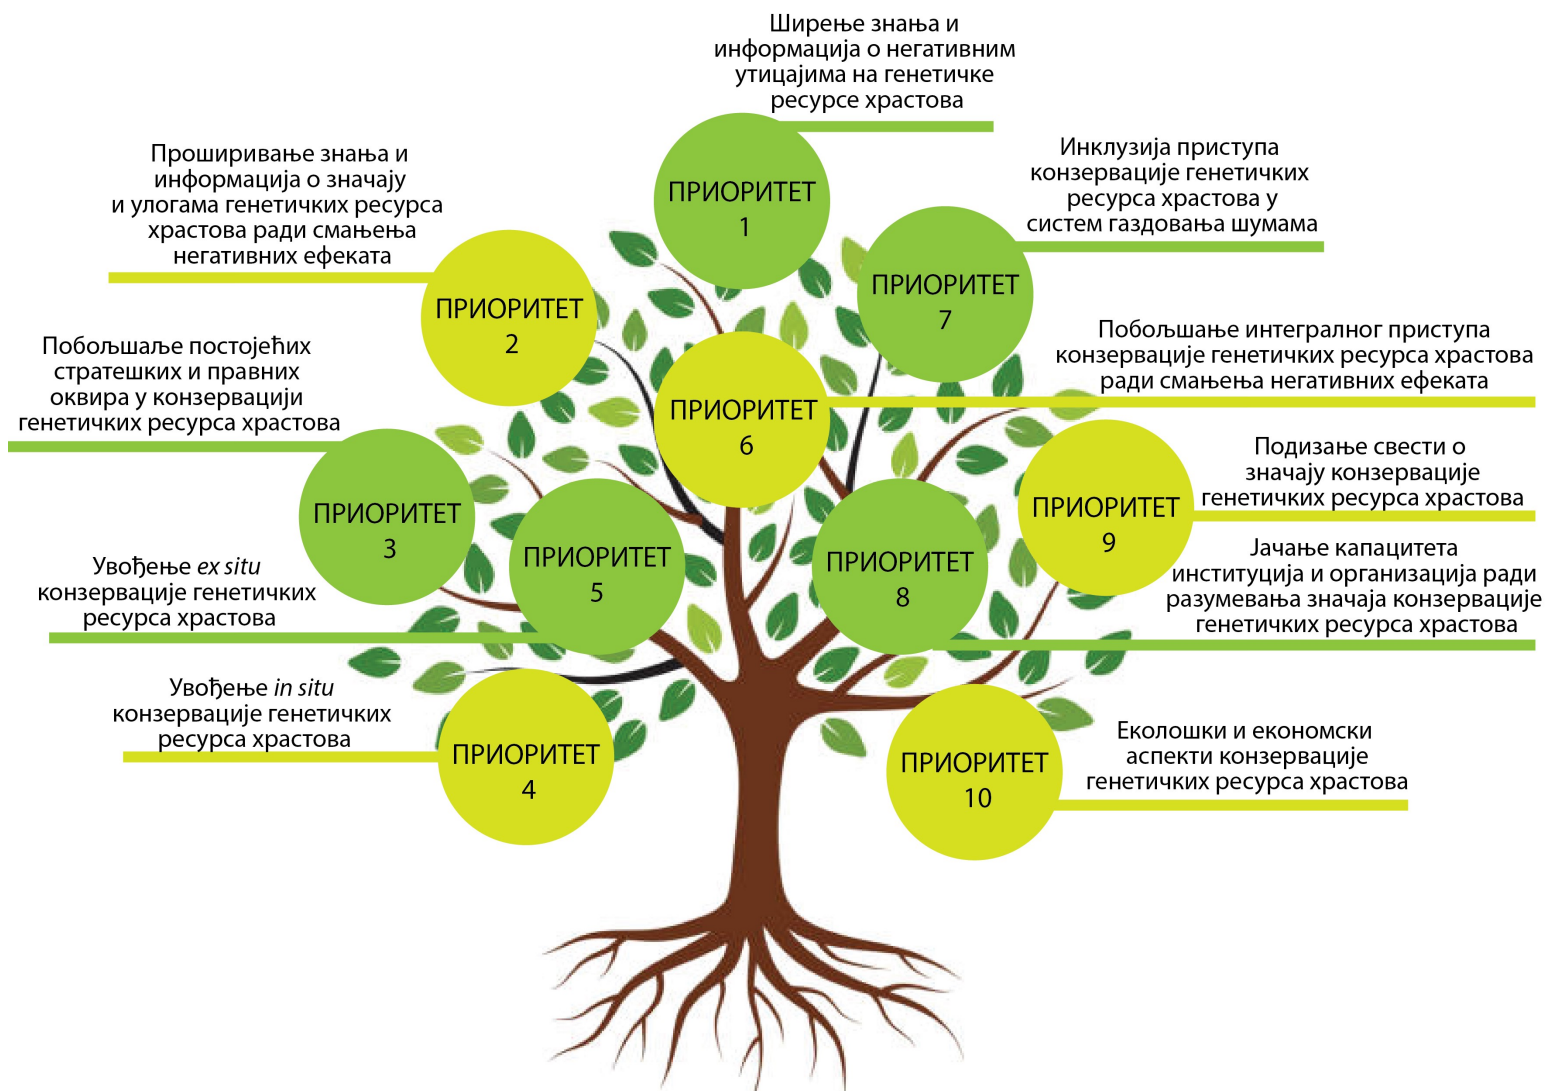 Ширење знања и
информација о негативним
утицајима на генетичке
ресурсе храстова
ПРИОРИТЕТ
1
Проширивање знања и
информација о значају
и улогама генетичких ресурса
храстова ради смањења
негативних ефеката
ПРИОРИТЕТ
2
Инклузија приступа
конзервације генетичких
ресурса храстова у
систем газдовања шумама
ПРИОРИТЕТ
7
Побољшаље постојећих
стратешких и правних
оквира у конзервацији
генетичких ресурса храстова
ПРИОРИТЕТ
3
Побољшање интегралног приступа
конзервације генетичких ресурса храстова
ради смањења негативних ефеката
ПРИОРИТЕТ
6
Подизање свести о
значају конзервације
генетичких ресурса храстова
ПРИОРИТЕТ
9
Увођење ex situ
конзервације генетичких
ресурса храстова
ПРИОРИТЕТ
5
Јачање капацитета
институција и организација ради
разумевања значаја конзервације
генетичких ресурса храстова
ПРИОРИТЕТ
8
Увођење in situ
конзервације генетичких
ресурса храстова
ПРИОРИТЕТ
4
Еколошки и економски
аспекти конзервације
генетичких ресурса храстова
ПРИОРИТЕТ
10